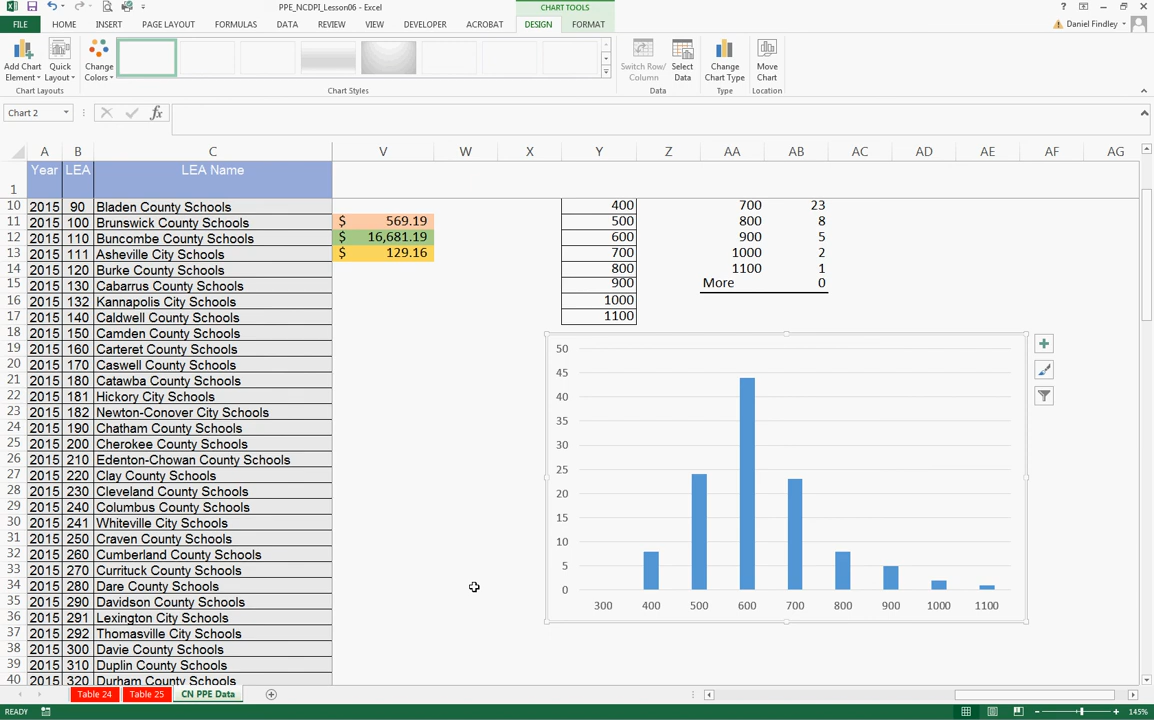 PPE_NCDPI_Lesson06 - Excel
CHART TOOLS
FILE HOME INSERT PAGE LAYOUT FORMULAS DATA REVIEW VIEW DEVELOPER ACROBAT DESIGN FORMAT
Daniel Findley
Add Chart Element
Quick Layout
Change Colors
Switch Row/ Column
Select Data
Change Chart Type
Move Chart
Chart Layouts
Chart Styles
Data
Type
Location
Chart 2
fx
A B C V W X Y Z AA AB AC AD AE AF AG
1 Year LEA LEA Name
10 2015 90 Bladen County Schools 400 700 23
11 2015 100 Brunswick County Schools $ 569.19 500 800 8
12 2015 110 Buncombe County Schools $ 16,681.19 600 900 5
13 2015 111 Asheville City Schools $ 129.16 700 1000 2
14 2015 120 Burke County Schools 800 1100 1
15 2015 130 Cabarrus County Schools 900 More 0
16 2015 132 Kannapolis City Schools 1000
17 2015 140 Caldwell County Schools 1100
18 2015 150 Camden County Schools
19 2015 160 Carteret County Schools
20 2015 170 Caswell County Schools
21 2015 180 Catawba County Schools
22 2015 181 Hickory City Schools
23 2015 182 Newton-Conover City Schools
24 2015 190 Chatham County Schools
25 2015 200 Cherokee County Schools
26 2015 210 Edenton-Chowan County Schools
27 2015 220 Clay County Schools
28 2015 230 Cleveland County Schools
29 2015 240 Columbus County Schools
30 2015 241 Whiteville City Schools
31 2015 250 Craven County Schools
32 2015 260 Cumberland County Schools
33 2015 270 Currituck County Schools
34 2015 280 Dare County Schools
35 2015 290 Davidson County Schools
36 2015 291 Lexington City Schools
37 2015 292 Thomasville City Schools
38 2015 300 Davie County Schools
39 2015 310 Duplin County Schools
40 2015 320 Durham County Schools
50
45
40
35
30
25
20
15
10
5
0
300 400 500 600 700 800 900 1000 1100
Table 24 Table 25 CN PPE Data
READY
145%